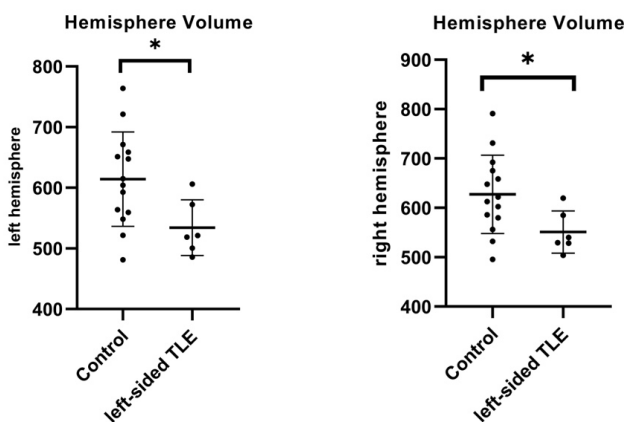 Hemisphere Volume
*
left hemisphere
800
700
600
500
400
Control
left-sided TLE
Hemisphere Volume
*
right hemisphere
900
800
700
600
500
400
Control
left-sided TLE